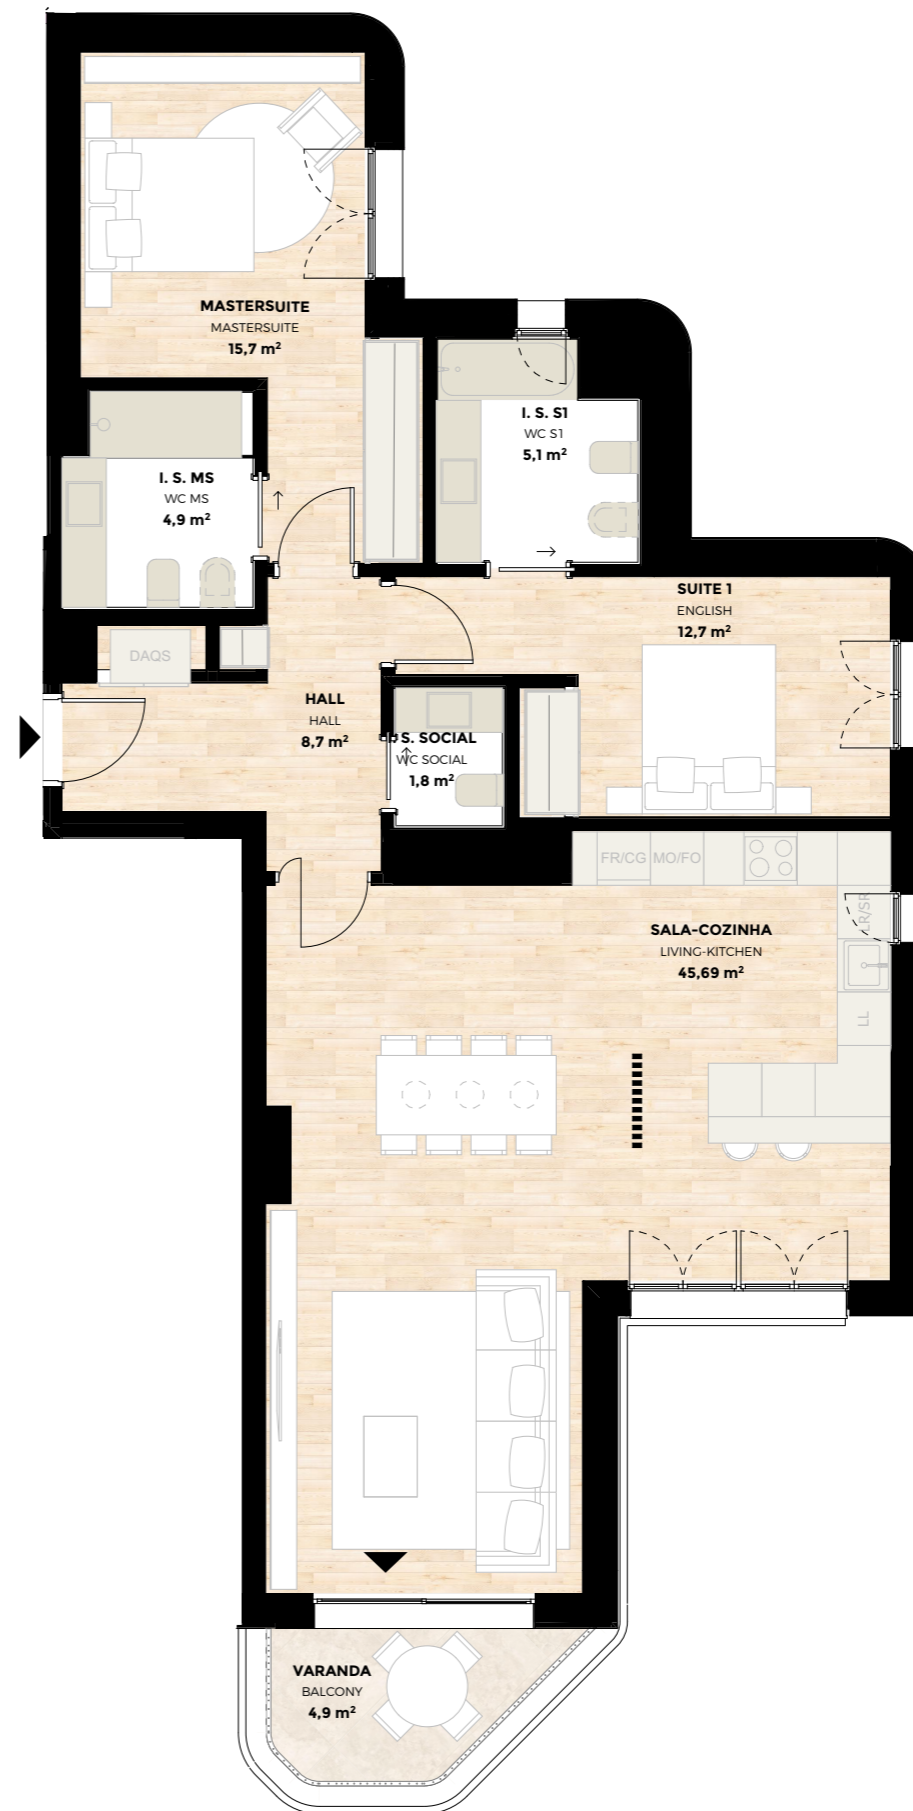 MASTERSUITE
MASTERSUITE
15,7 m²
I. S. S1
WC S1
5,1 m²
I. S. MS
WC MS
4,9 m²
SUITE 1
ENGLISH
12,7 m²
DAQS
HALL
HALL
8,7 m²
. S. SOCIAL
WC SOCIAL
1,8 m²
FR/CG MO/FO
LR/SR
SALA-COZINHA
LIVING-KITCHEN
45,69 m²
LL
VARANDA
BALCONY
4,9 m²